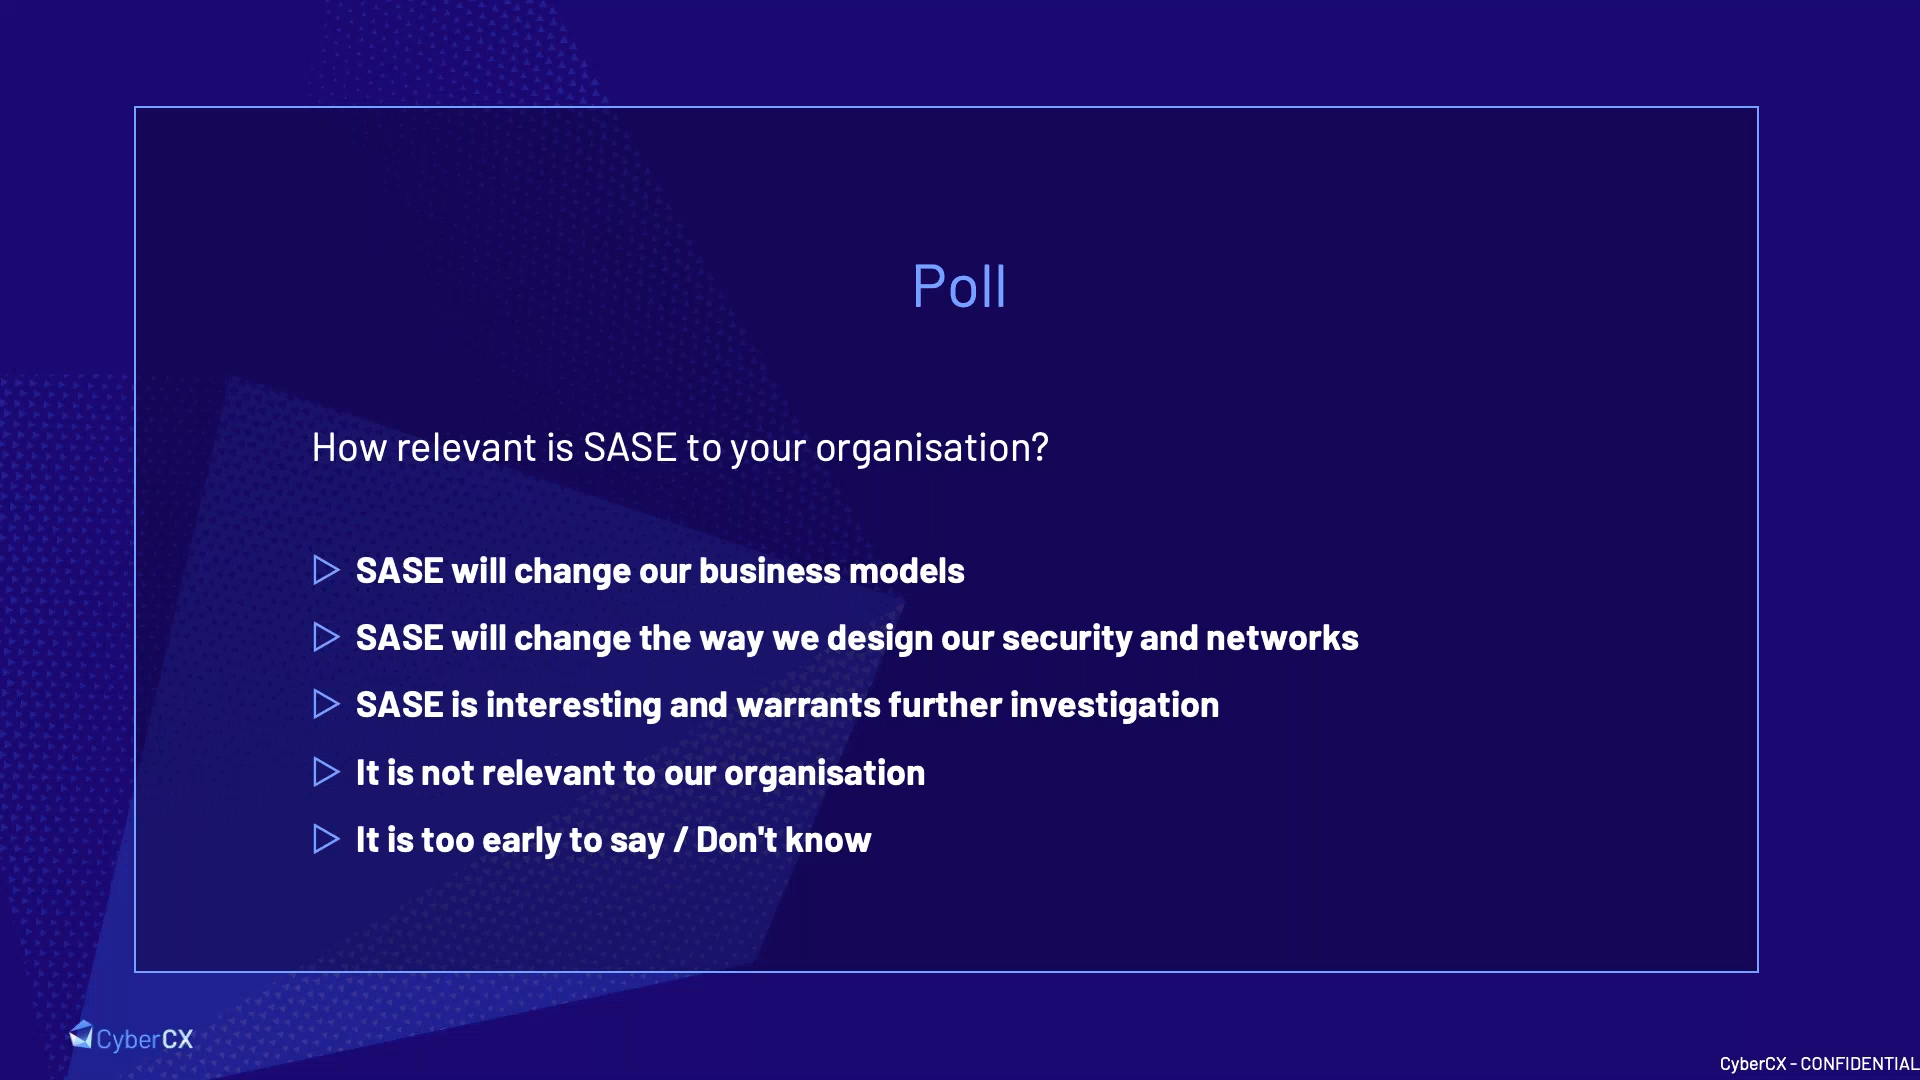 Poll
How relevant is SASE to your organisation?
SASE will change our business models
SASE will change the way we design our security and networks
SASE is interesting and warrants further investigation
It is not relevant to our organisation
It is too early to say / Don't know
CyberCX
CyberCX - CONFIDENTIAL